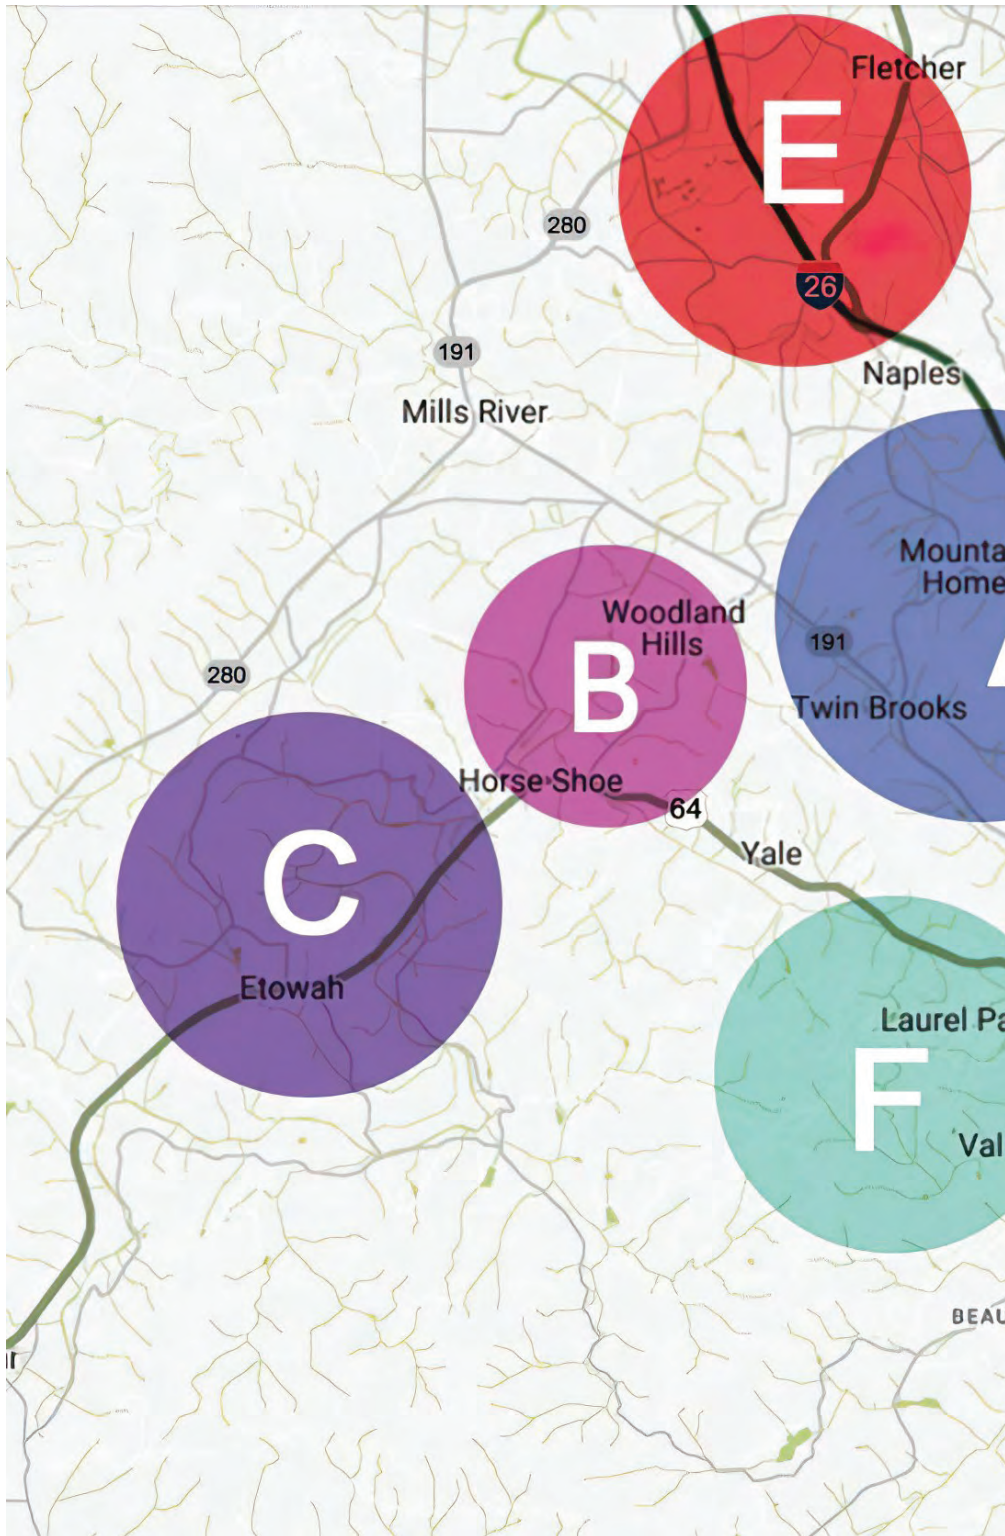 Fletcher
E
280
26
191
Naples
Mills River
Mounta
Home
Woodland
Hills
191
B
280
Twin Brooks
Horse Shoe
64
Yale
C
Etowah
Laurel Pa
F
Val
BEAU